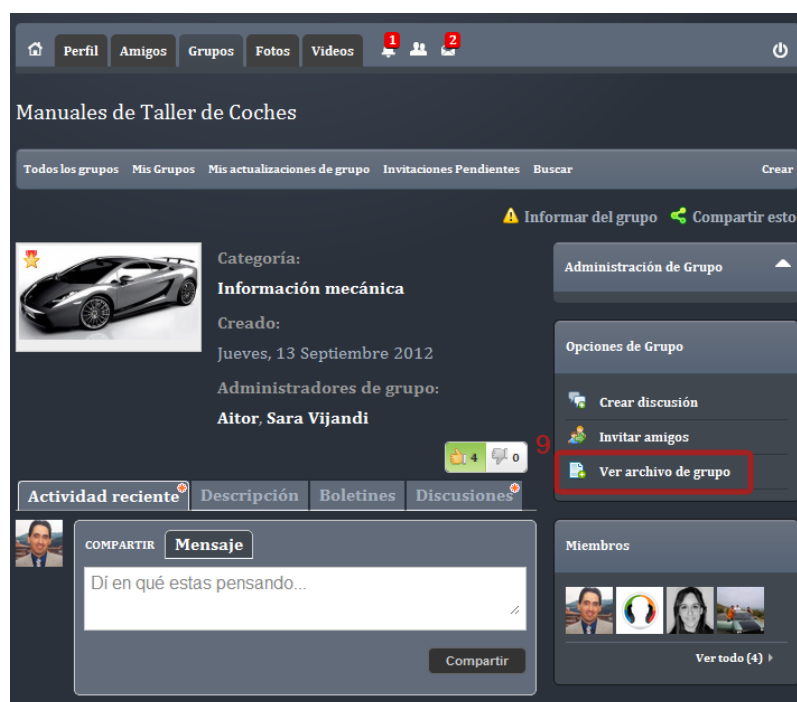 Perfil Amigos Grupos Fotos Videos 1 2
Manuales de Taller de Coches
Todos los grupos Mis Grupos Mis actualizaciones de grupo Invitaciones Pendientes Buscar Crear
Informar del grupo Compartir esto
Categoría:
Información mecánica
Creado:
Jueves, 13 Septiembre 2012
Administradores de grupo:
Aitor, Sara Vijandi
4 0
Administración de Grupo
Opciones de Grupo
Crear discusión
Invitar amigos
9 Ver archivo de grupo
Actividad reciente Descripción Boletines Discusiones
COMPARTIR Mensaje
Dí en qué estas pensando...
Compartir
Miembros
Ver todo (4)